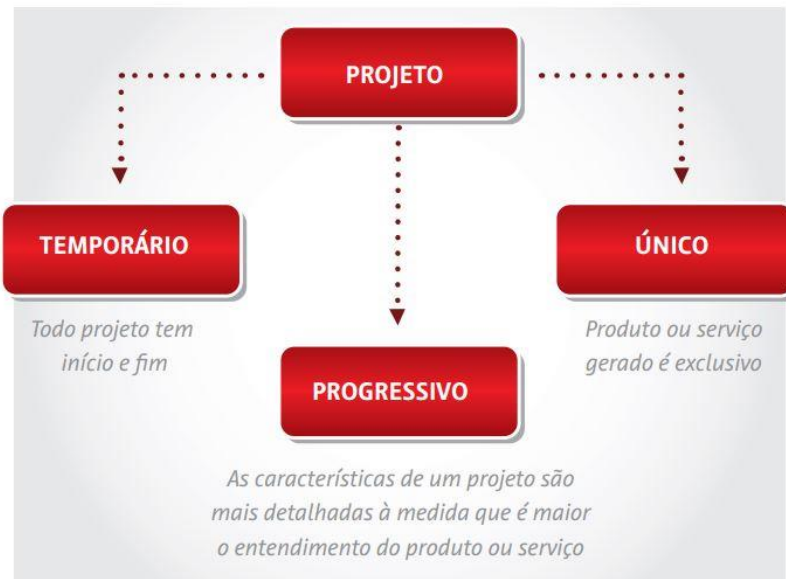 PROJETO
TEMPORÁRIO
Todo projeto tem
início e fim
ÚNICO
Produto ou serviço
gerado é exclusivo
PROGRESSIVO
As características de um projeto são
mais detalhadas à medida que é maior
o entendimento do produto ou serviço